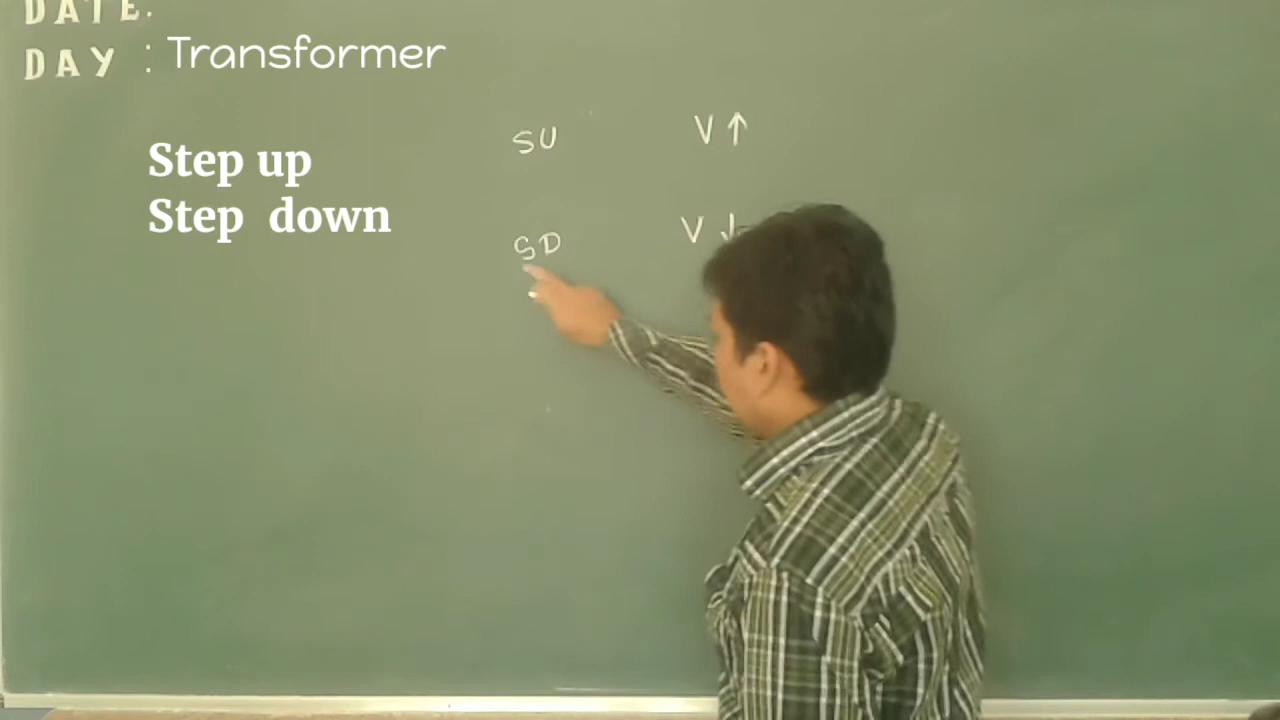 DATE:
DAY : Transformer
Step up
Step down
SU V ↑
SD V ↓